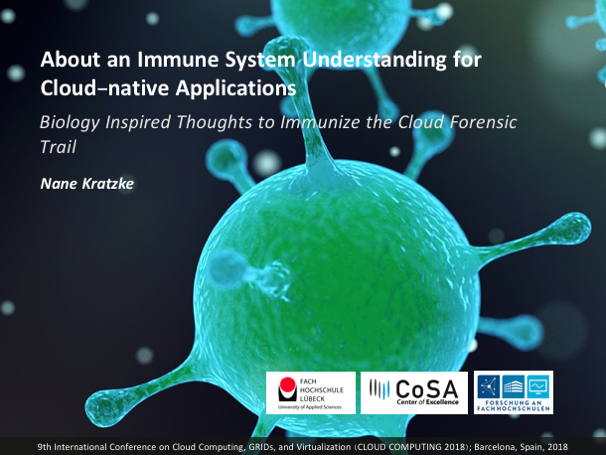 About an Immune System Understanding for
Cloud-native Applications
Biology Inspired Thoughts to Immunize the Cloud Forensic
Trail
Nane Kratzke
FACH
HOCHSCHULE
LÜBECK
University of Applied Sciences
CoSA
Center of Excellence
FORSCHUNG AN
FACHHOCHSCHULEN
9th International Conference on Cloud Computing, GRIDs, and Virtualization (CLOUD COMPUTING 2018); Barcelona, Spain, 2018